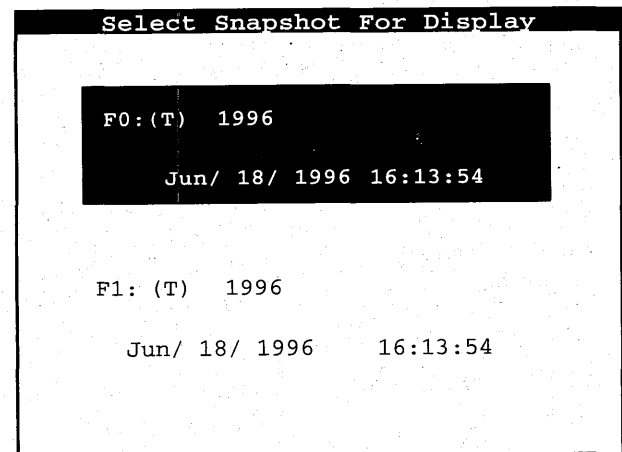 Select Snapshot For Display
F0:(T) 1996
Jun/ 18/ 1996 16:13:54
F1: (T) 1996
Jun/ 18/ 1996 16:13:54